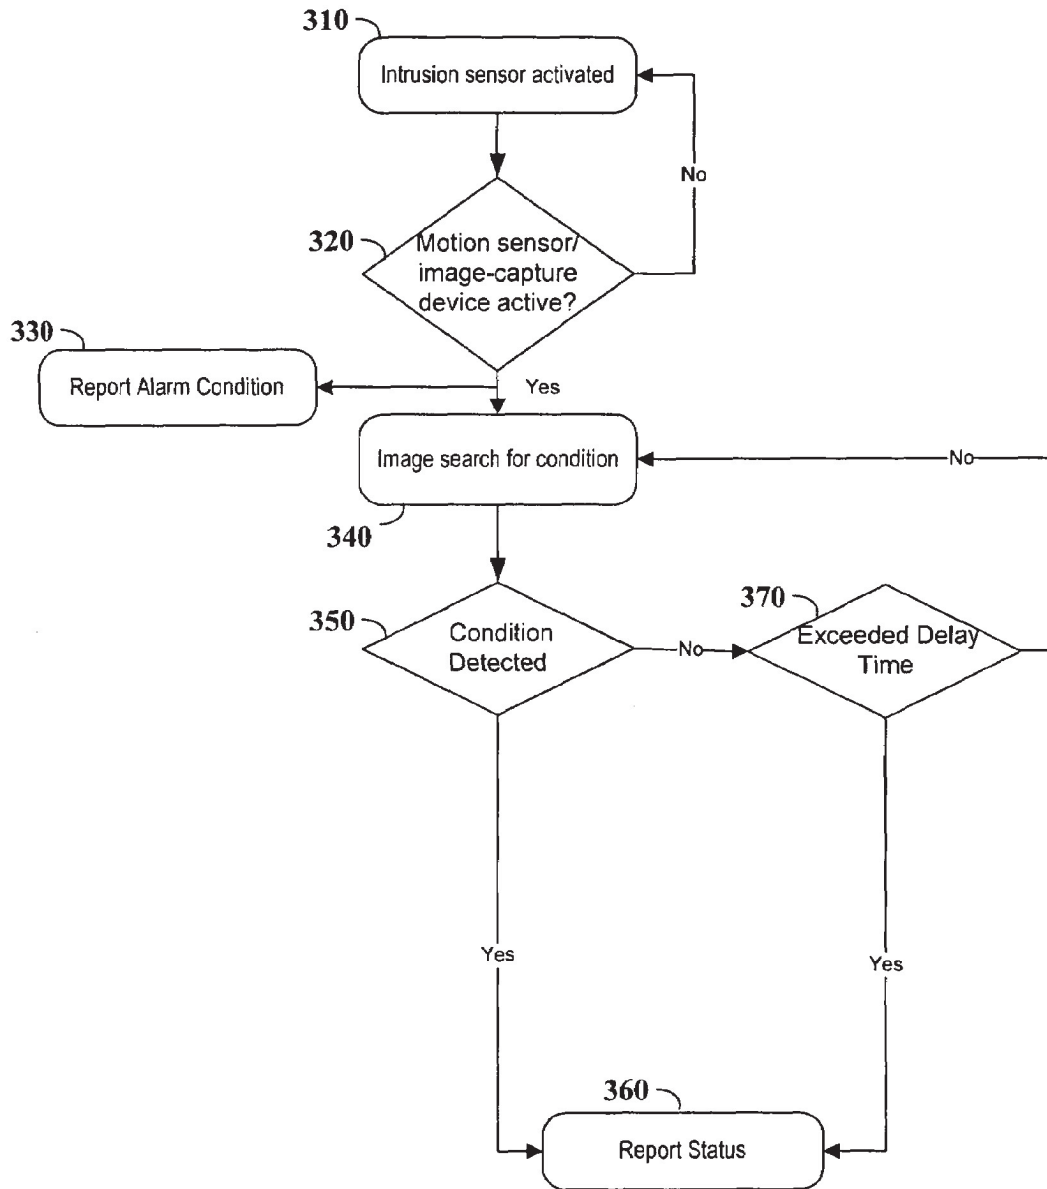 310
Intrusion sensor activated
No
320
Motion sensor/
image-capture
device active?
330
Report Alarm Condition
Yes
Image search for condition
No
340
350
Condition
Detected
No
370
Exceeded Delay
Time
Yes
Yes
360
Report Status